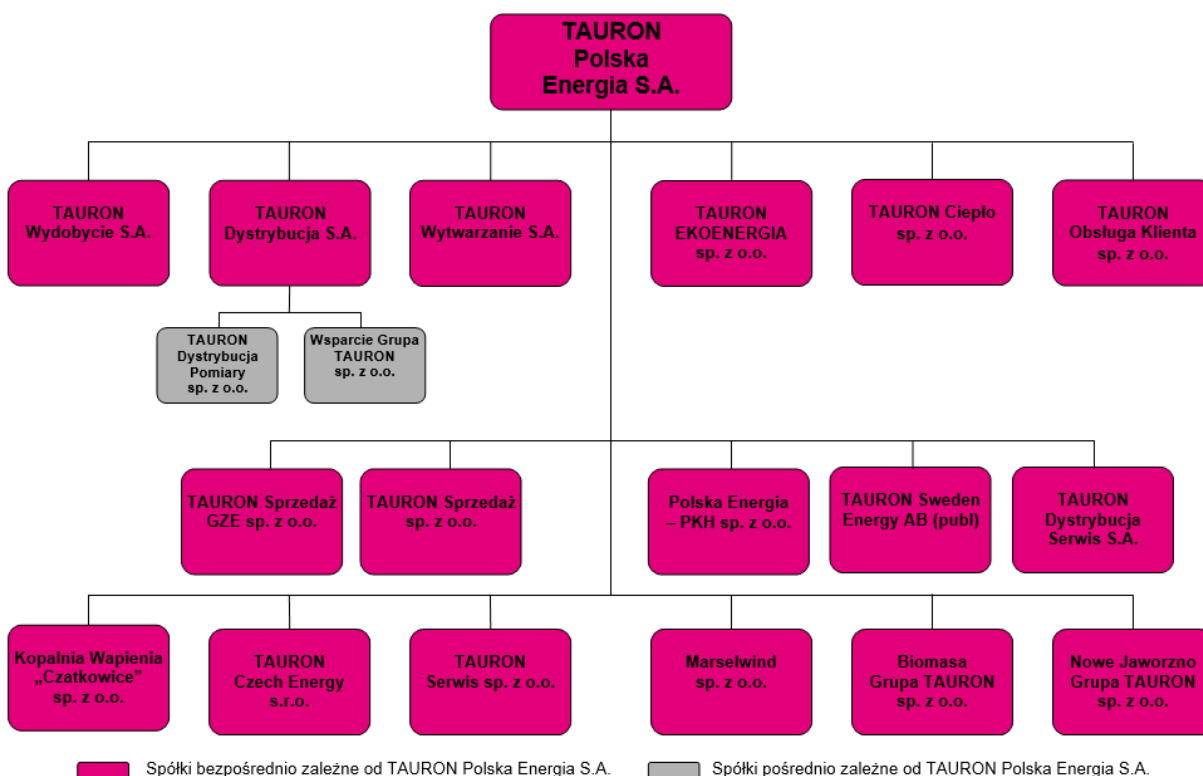 TAURON
Polska
Energia S.A.
TAURON
Wydobycie S.A.
TAURON
Dystrybucja S.A.
TAURON
Wytwarzanie S.A.
TAURON
EKOENERGIA
sp. z o.o.
TAURON Ciepło
sp. z o.o.
TAURON
Obsługa Klienta
sp. z o.o.
TAURON
Dystrybucja
Pomiary
sp. z o.o.
Wsparcie Grupa
TAURON
sp. z o.o.
TAURON Sprzedaż
GZE sp. z o.o.
TAURON Sprzedaż
sp. z o.o.
Polska Energia
– PKH sp. z o.o.
TAURON Sweden
Energy AB (publ)
TAURON
Dystrybucja
Serwis S.A.
Kopalnia Wapienia
„Czatkowice”
sp. z o.o.
TAURON
Czech Energy
s.r.o.
TAURON
Serwis sp. z o.o.
Marselwind
sp. z o.o.
Biomasa
Grupa TAURON
sp. z o.o.
Nowe Jaworzno
Grupa TAURON
sp. z o.o.
Spółki bezpośrednio zależne od TAURON Polska Energia S.A.
Spółki pośrednio zależne od TAURON Polska Energia S.A.